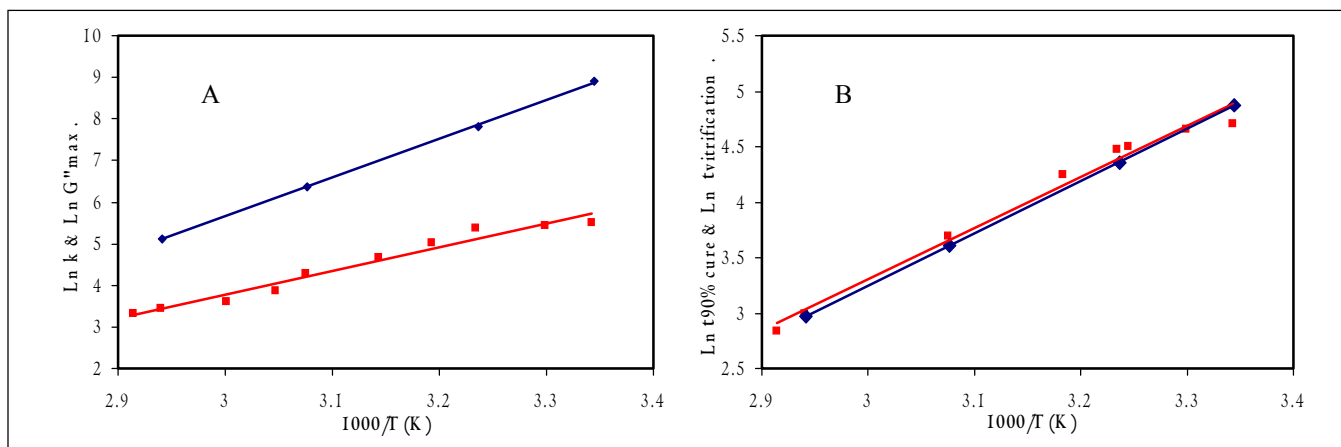 A
Ln k & Ln G"max .
10
9
8
7
6
5
4
3
2
2.9 3 3.1 3.2 3.3 3.4
1000/T (K)
B
Ln t90% cure & Ln tvitrification .
5.5
5
4.5
4
3.5
3
2.5
2.9 3 3.1 3.2 3.3 3.4
1000/T (K)